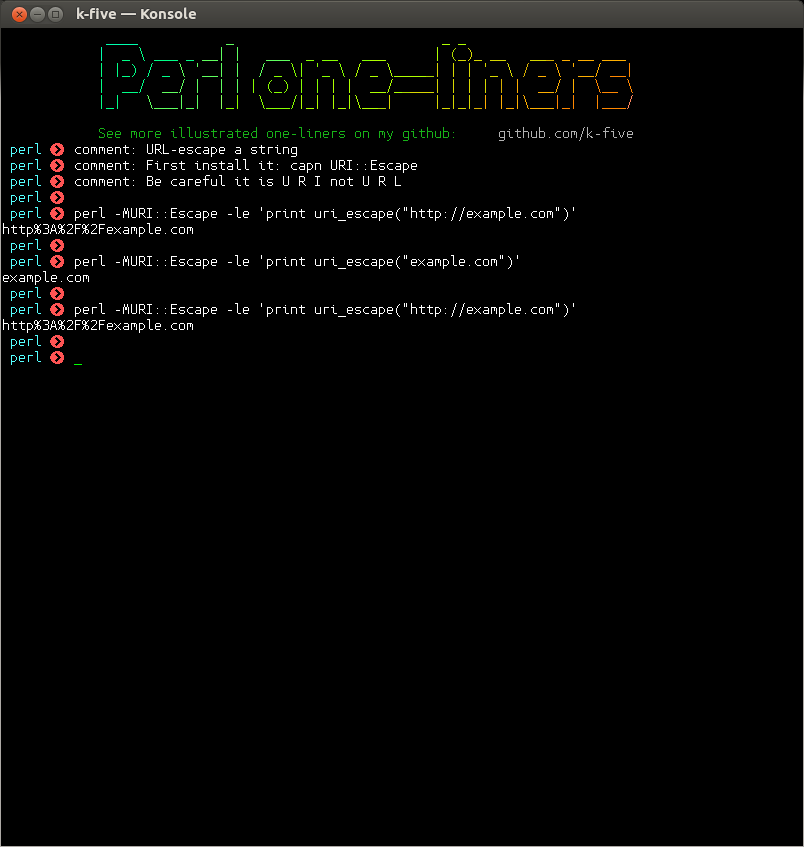 k-five — Konsole
Perl one-liners
See more illustrated one-liners on my github: github.com/k-five
perl comment: URL-escape a string
perl comment: First install it: capn URI::Escape
perl comment: Be careful it is U R I not U R L
perl
perl perl -MURI::Escape -le 'print uri_escape("http://example.com")'
http%3A%2F%2Fexample.com
perl
perl perl -MURI::Escape -le 'print uri_escape("example.com")'
example.com
perl
perl perl -MURI::Escape -le 'print uri_escape("http://example.com")'
http%3A%2F%2Fexample.com
perl
perl _